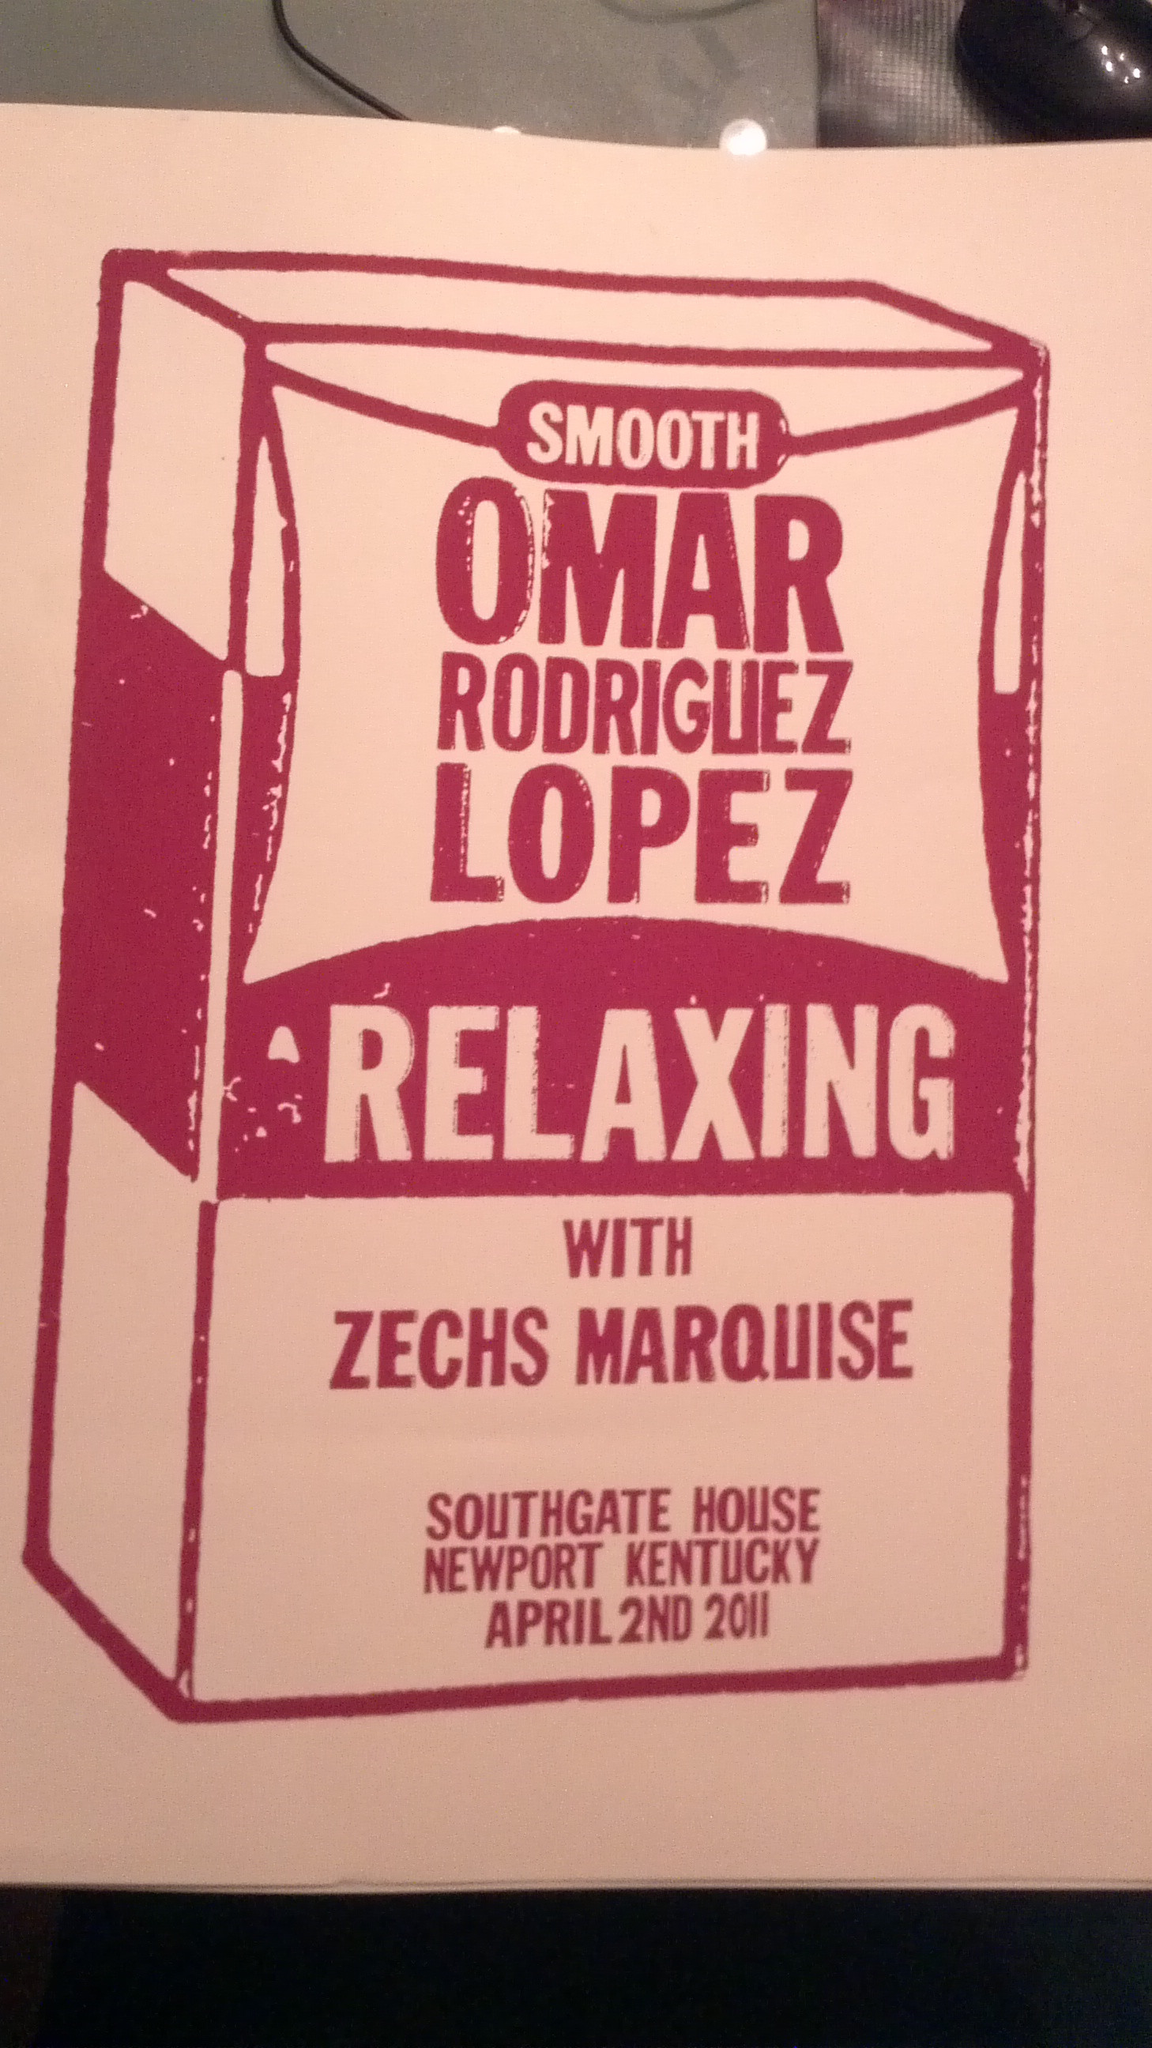 SMOOTH
OMAR
RODRIGUEZ
LOPEZ
RELAXING
WITH
ZECHS MARQUISE
SOUTHGATE HOUSE
NEWPORT KENTUCKY
APRIL 2ND 2011